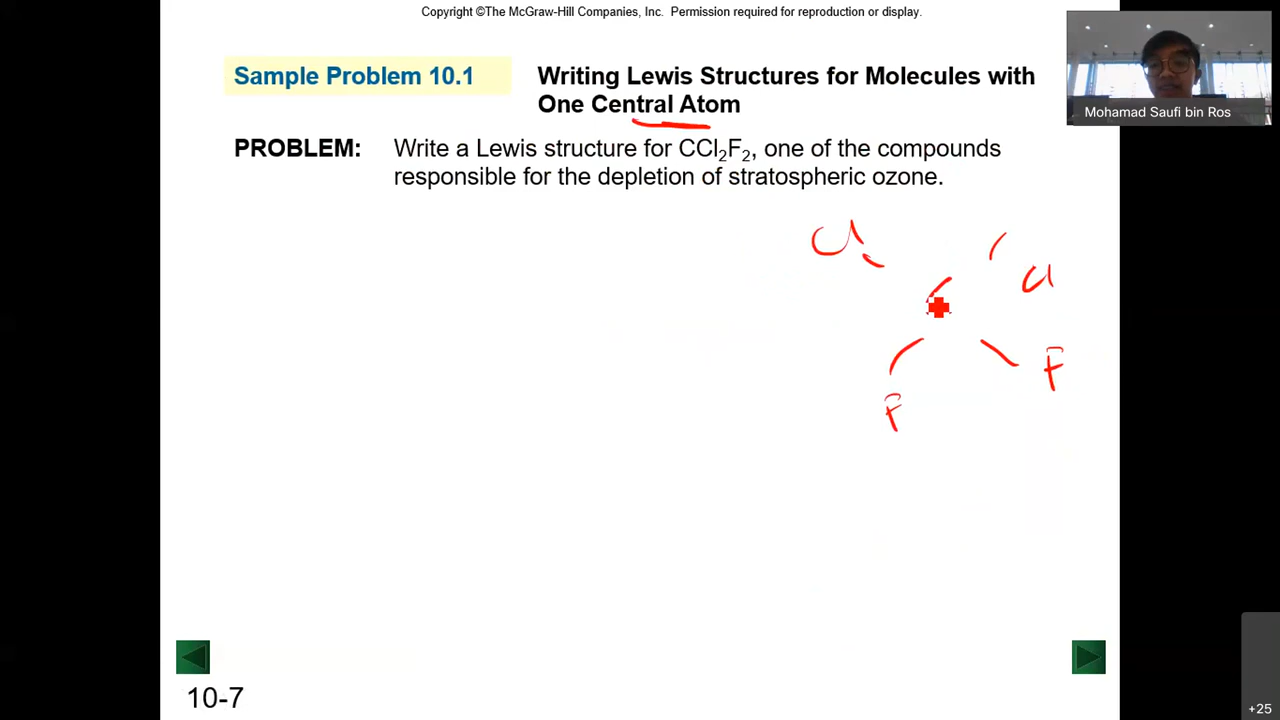 Copyright ©The McGraw-Hill Companies, Inc. Permission required for reproduction or display.
Sample Problem 10.1
Writing Lewis Structures for Molecules with
One Central Atom
Mohamad Saufi bin Ros
PROBLEM: Write a Lewis structure for CCl₂F₂, one of the compounds
responsible for the depletion of stratospheric ozone.
Cl
Cl
F
F
10-7
+25